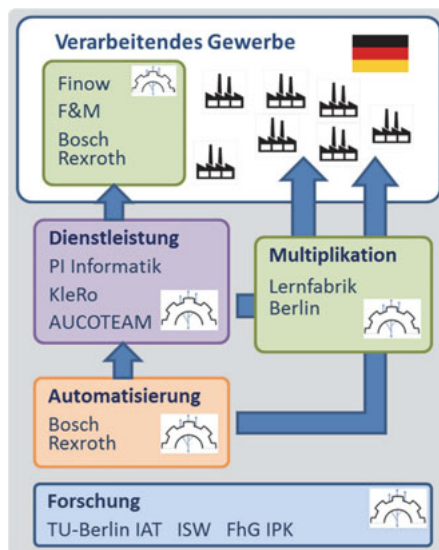 Verarbeitendes Gewerbe
Finow
F&M
Bosch
Rexroth
Dienstleistung
PI Informatik
KleRo
AUCOTEAM
Multiplikation
Lernfabrik
Berlin
Automatisierung
Bosch
Rexroth
Forschung
TU-Berlin IAT ISW FhG IPK